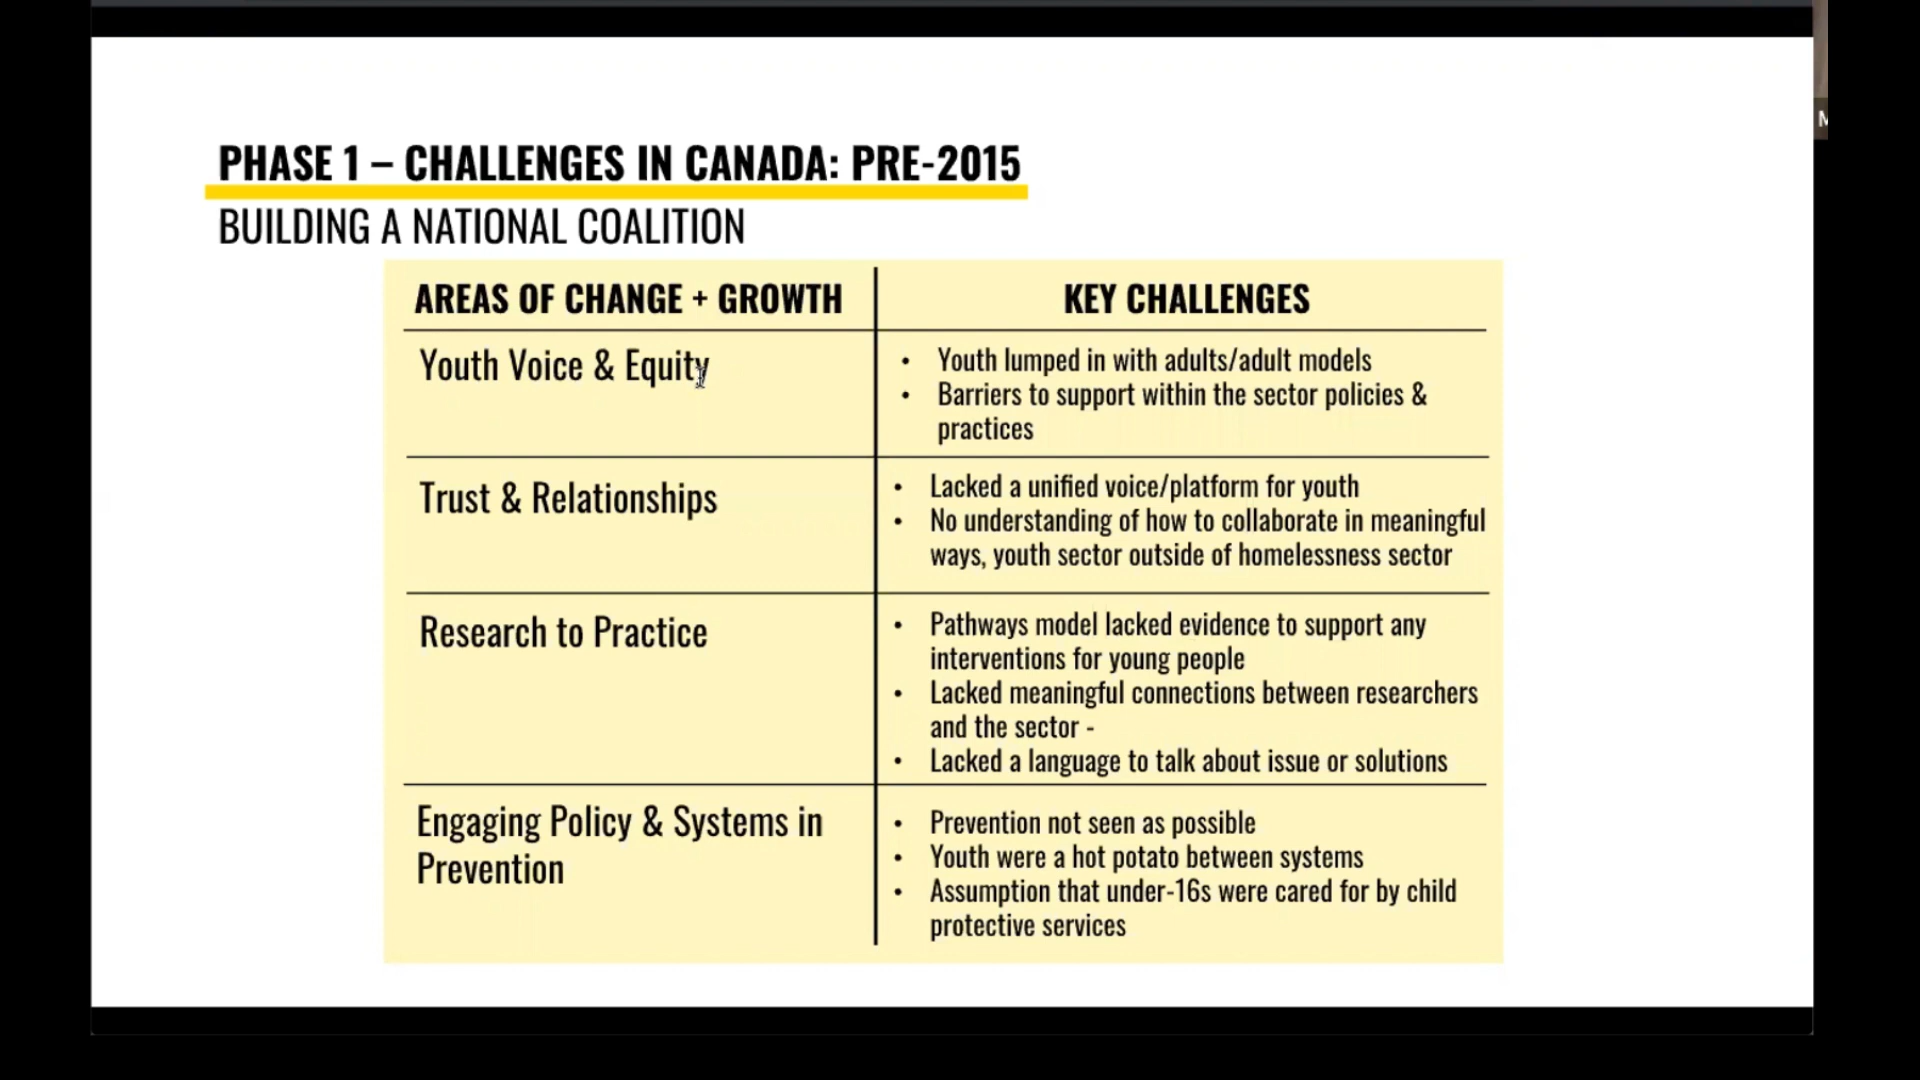 PHASE 1 – CHALLENGES IN CANADA: PRE-2015
BUILDING A NATIONAL COALITION
AREAS OF CHANGE + GROWTH
KEY CHALLENGES
Youth Voice & Equity
• Youth lumped in with adults/adult models
• Barriers to support within the sector policies &
practices
Trust & Relationships
• Lacked a unified voice/platform for youth
• No understanding of how to collaborate in meaningful
ways, youth sector outside of homelessness sector
Research to Practice
• Pathways model lacked evidence to support any
interventions for young people
• Lacked meaningful connections between researchers
and the sector -
• Lacked a language to talk about issue or solutions
Engaging Policy & Systems in
Prevention
• Prevention not seen as possible
• Youth were a hot potato between systems
• Assumption that under-16s were cared for by child
protective services